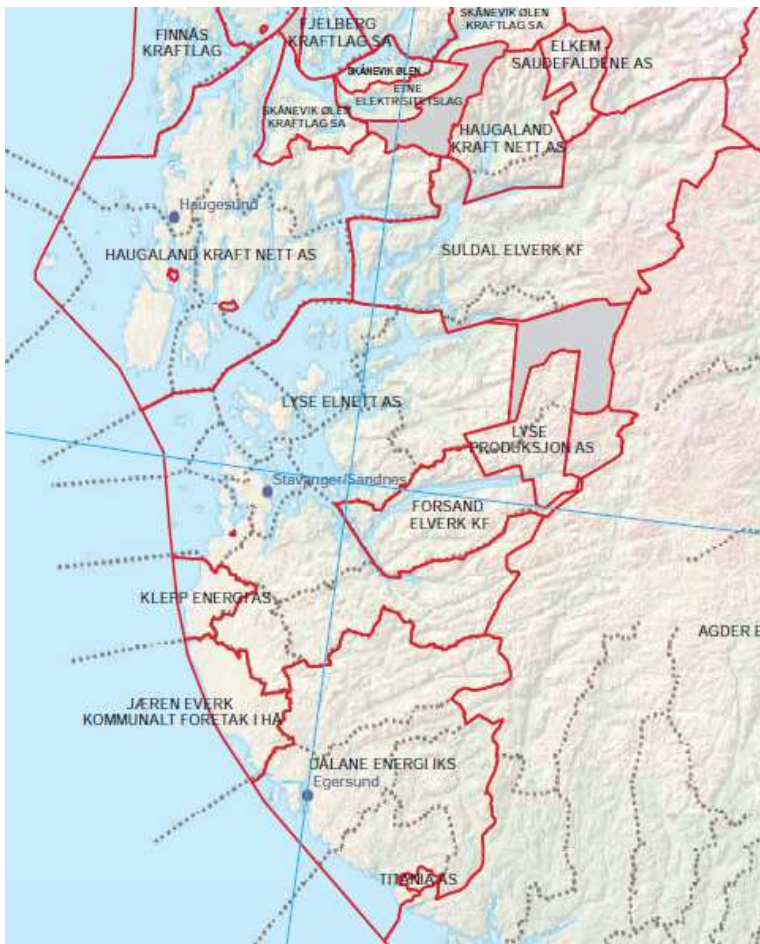 FINNÅS
KRAFTLAG
FJELBERG
KRAFTLAG SA
SKÅNEVIK ØLEN
KRAFTLAG SA
ELKEM
SAUDEFALDENE AS
SKÅNEVIK ØLEN
ETNE
ELEKTRISITETSLAG
SKÅNEVIK ØLEN
KRAFTLAG SA
HAUGALAND
KRAFT NETT AS
Haugesund
HAUGALAND KRAFT NETT AS
SULDAL ELVERK KF
LYSE ELNETT AS
LYSE
PRODUKSJON AS
Stavanger/Sandnes
FORSAND
ELVERK KF
KLEPP ENERGI AS
AGDER E
JÆREN EVERK
KOMMUNALT FORETAK I HÅ
DALANE ENERGI IKS
Egersund
TITANIA AS